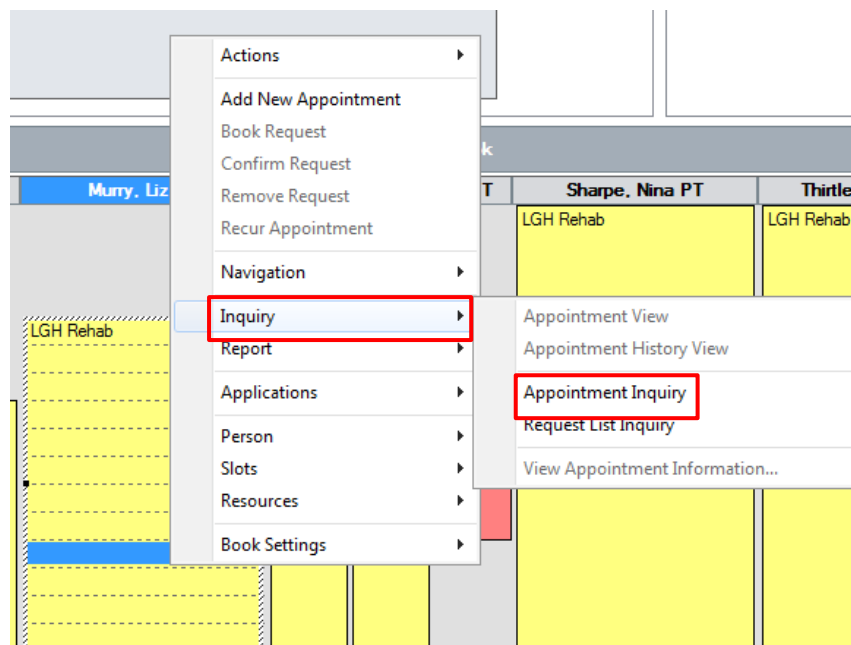 Actions
Add New Appointment
Book Request
k
Confirm Request
Murry, Liz
T
Sharpe, Nina PT
Thirtle
Remove Request
LGH Rehab
LGH Rehab
Recur Appointment
Navigation
Inquiry
Appointment View
LGH Rehab
Report
Appointment History View
Applications
Appointment Inquiry
Request List Inquiry
Person
Slots
View Appointment Information...
Resources
Book Settings